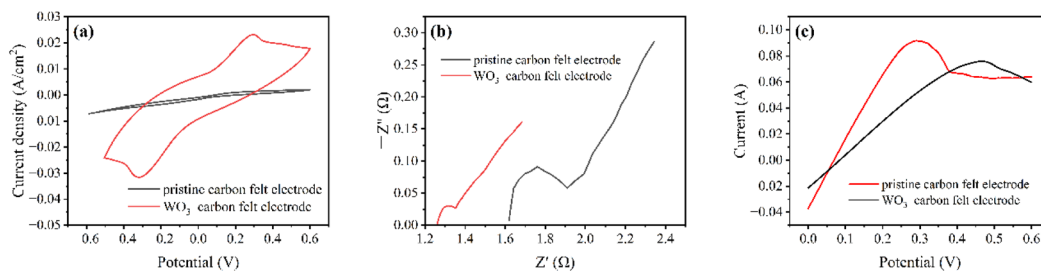 (a)
0.03
0.02
0.01
0.00
0.01
−0.02
−0.03
−0.04
−0.05
Current density (A/cm²)
pristine carbon felt electrode
WO₃ carbon felt electrode
0.6 0.4 0.2 0.0 0.2 0.4 0.6
Potential (V)
(b)
0.30
0.25
0.20
0.15
0.10
0.05
0.00
−Z″ (Ω)
pristine carbon felt electrode
WO₃ carbon felt electrode
1.2 1.4 1.6 1.8 2.0 2.2 2.4
Z′ (Ω)
(c)
0.10
0.08
0.06
0.04
0.02
0.00
0.02
−0.04
Current (A)
pristine carbon felt electrode
WO₃ carbon felt electrode
0.0 0.1 0.2 0.3 0.4 0.5 0.6
Potential (V)